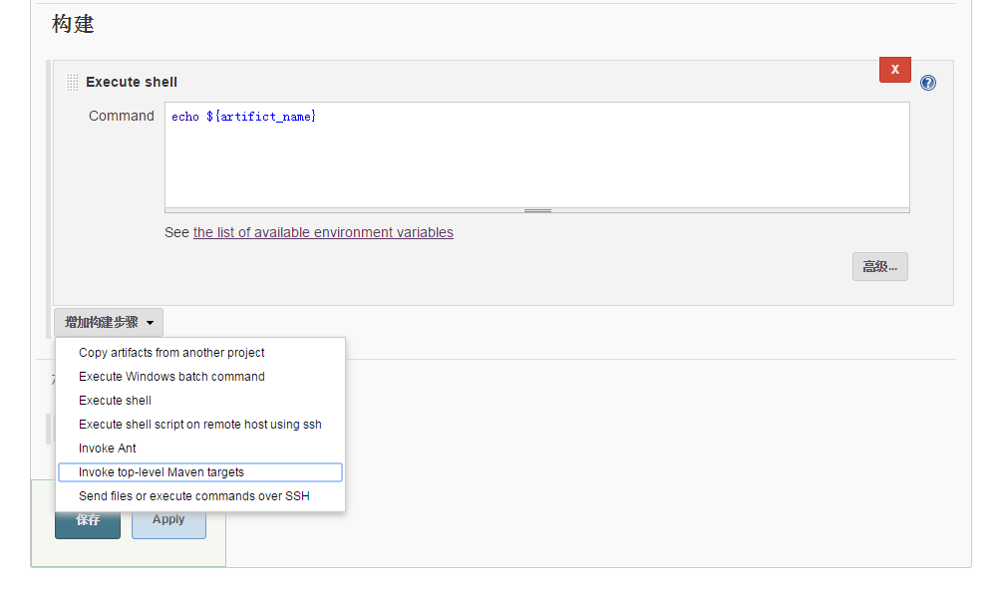 构建
X
Execute shell
?
Command
echo ${artifict_name}
See the list of available environment variables
高级...
增加构建步骤
Copy artifacts from another project
Execute Windows batch command
Execute shell
Execute shell script on remote host using ssh
Invoke Ant
Invoke top-level Maven targets
Send files or execute commands over SSH
保存
Apply